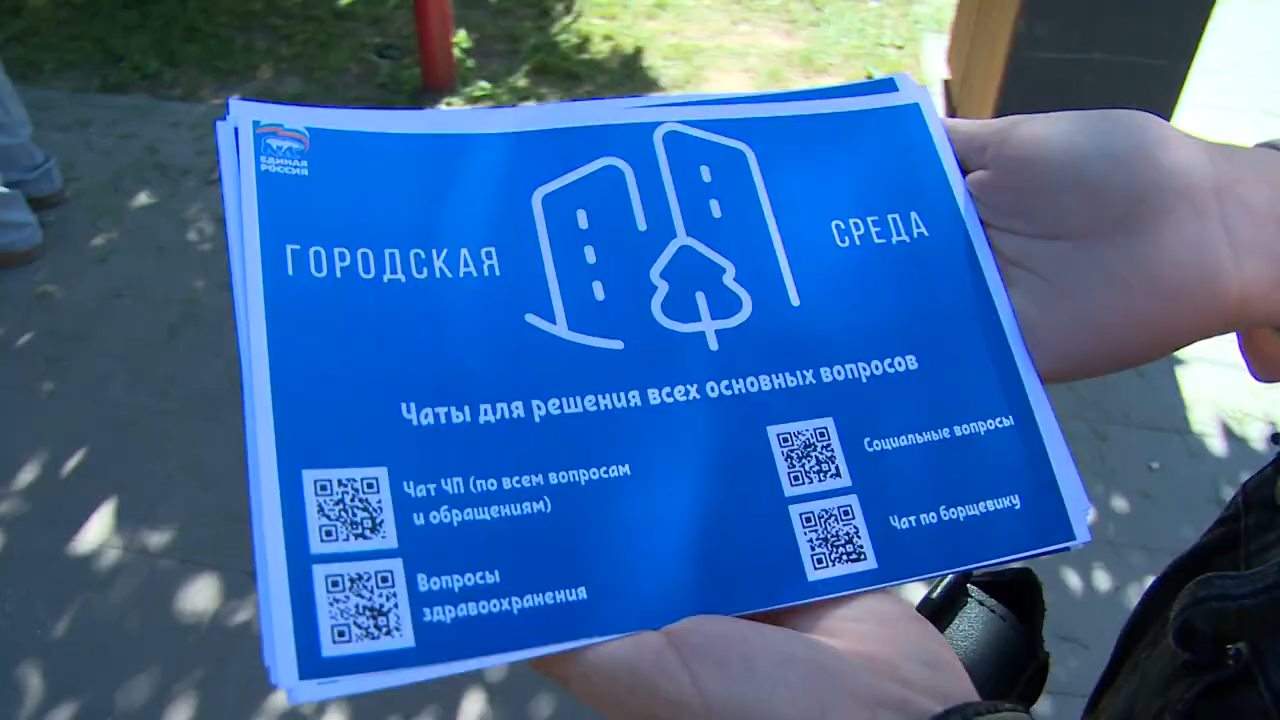 ЕДИНАЯ
РОССИЯ
ГОРОДСКАЯ
СРЕДА
Чаты для решения всех основных вопросов
Чат ЧП (по всем вопросам
и обращениям)
Вопросы
здравоохранения
Социальные вопросы
Чат по борщевику